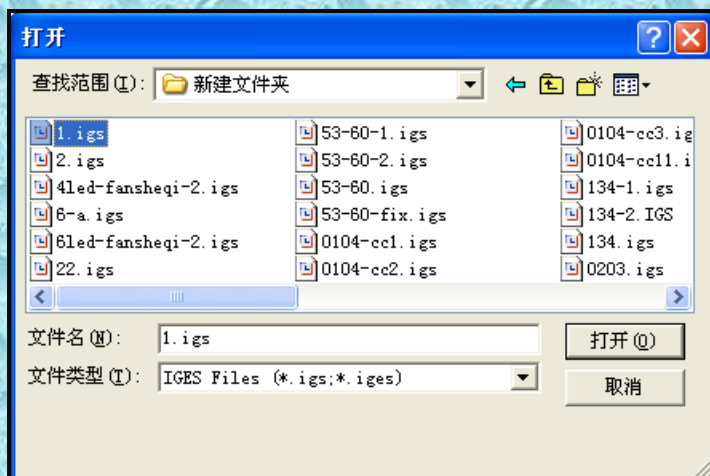 打开
查找范围(I): 新建文件夹
1.igs
2.igs
4led-fansheqi-2.igs
6-a.igs
6led-fansheqi-2.igs
22.igs
53-60-1.igs
53-60-2.igs
53-60.igs
53-60-fix.igs
0104-cc1.igs
0104-cc2.igs
0104-cc3.ig
0104-cc11.i
134-1.igs
134-2.IGS
134.igs
0203.igs
文件名(N): 1.igs
打开(O)
文件类型(T): IGES Files (*.igs;*.iges)
取消